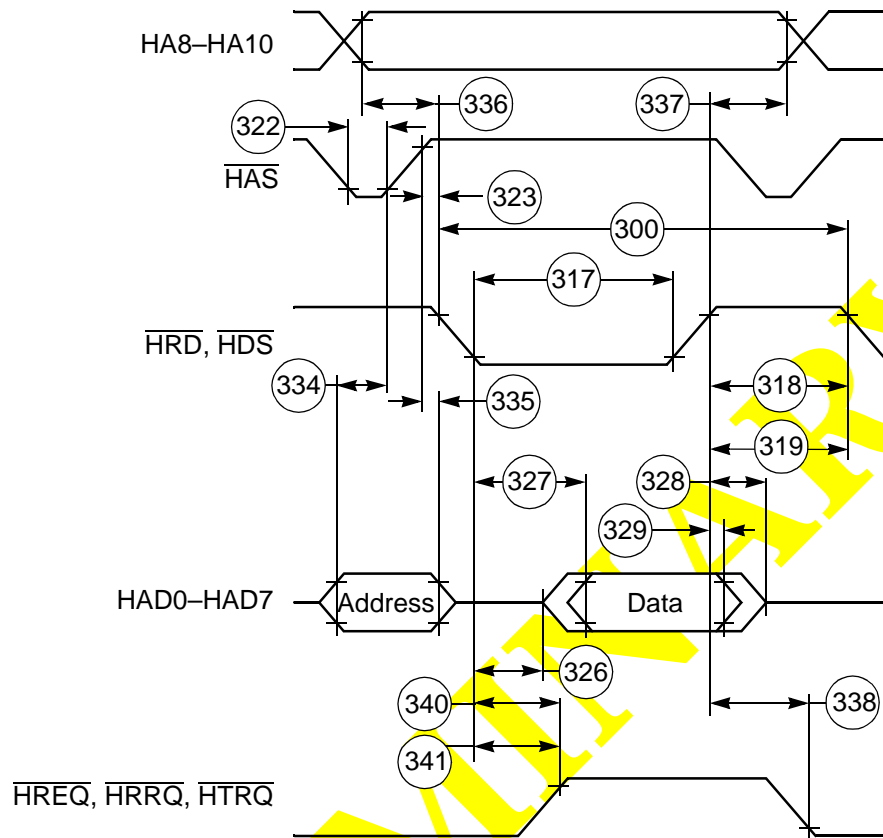 HA8–HA10
336
337
322
HAS
323
300
317
HRD, HDS
334
335
318
319
327
328
329
HAD0–HAD7
Address
Data
326
340
338
341
HREQ, HRRQ, HTRQ